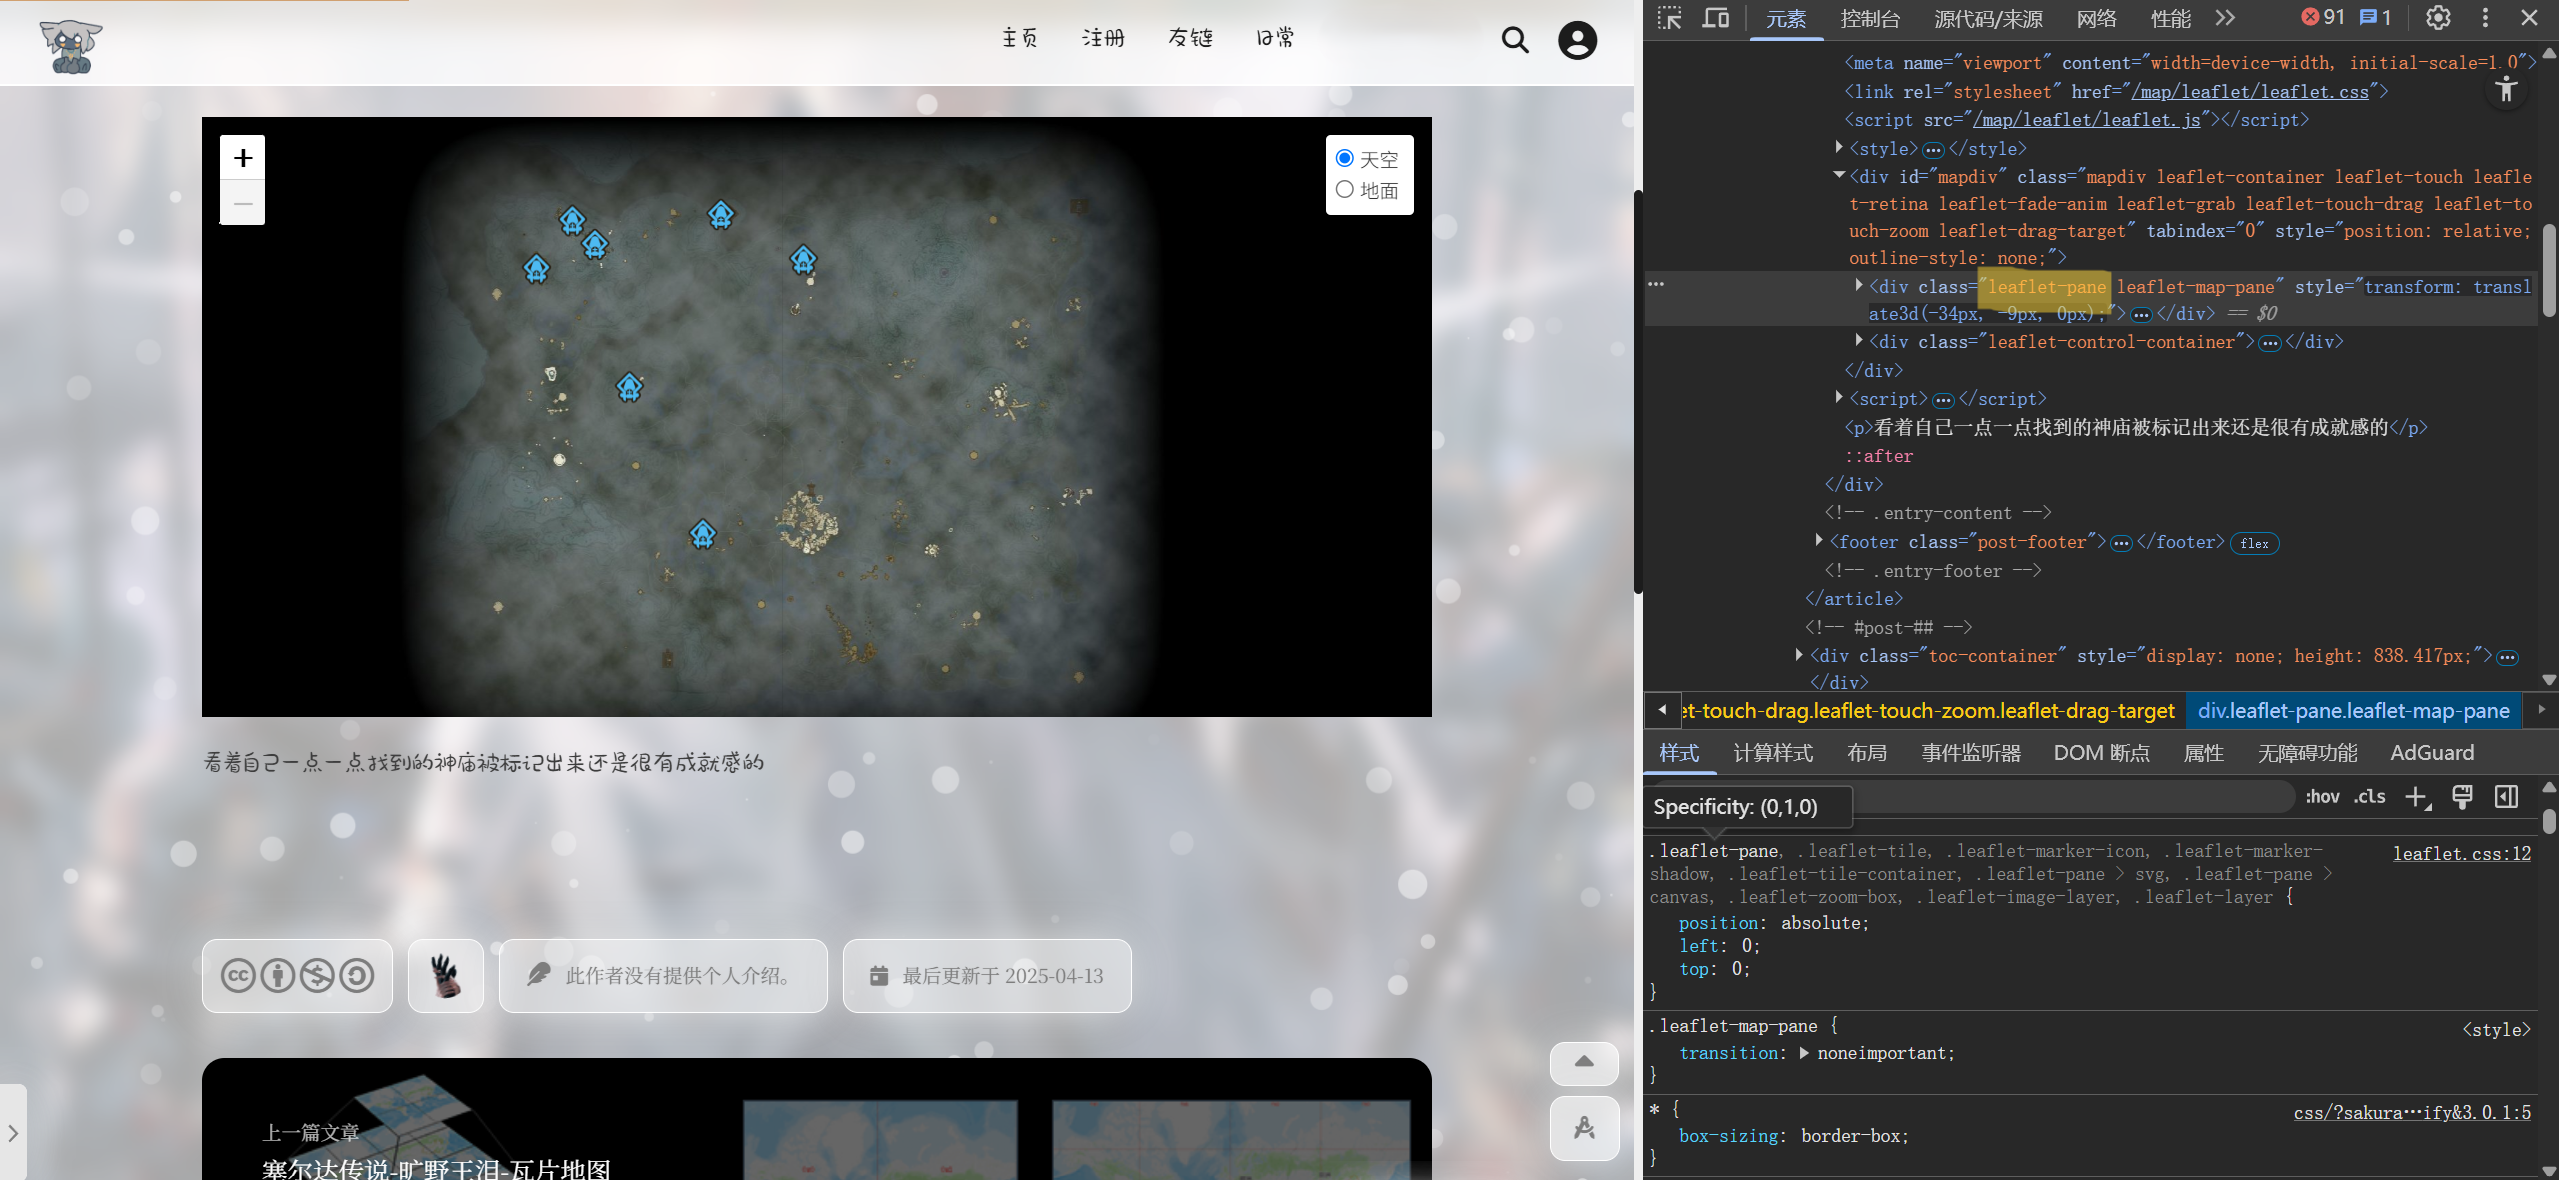 主页 注册 友链 日常
+
−
天空
地面
看着自己一点一点找到的神庙被标记出来还是很有成就感的
cc
此作者没有提供个人介绍。
最后更新于 2025-04-13
上一篇文章
塞尔达传说-旷野王泪-瓦片地图
元素 控制台 源代码/来源 网络 性能 91 1
<meta name="viewport" content="width=device-width, initial-scale=1.0">
<link rel="stylesheet" href="/map/leaflet/leaflet.css">
<script src="/map/leaflet/leaflet.js"></script>
<style>…</style>
<div id="mapdiv" class="mapdiv leaflet-container leaflet-touch leafle
t-retina leaflet-fade-anim leaflet-grab leaflet-touch-drag leaflet-to
uch-zoom leaflet-drag-target" tabindex="0" style="position: relative;
outline-style: none;">
<div class="leaflet-pane leaflet-map-pane" style="transform: transl
ate3d(-34px, -9px, 0px);">…</div> == $0
<div class="leaflet-control-container">…</div>
</div>
<script>…</script>
<p>看着自己一点一点找到的神庙被标记出来还是很有成就感的</p>
::after
</div>
<!-- .entry-content -->
<footer class="post-footer">…</footer> flex
<!-- .entry-footer -->
</article>
<!-- #post-## -->
<div class="toc-container" style="display: none; height: 838.417px;">…
</div>
et-touch-drag.leaflet-touch-zoom.leaflet-drag-target div.leaflet-pane.leaflet-map-pane
样式 计算样式 布局 事件监听器 DOM 断点 属性 无障碍功能 AdGuard
Specificity: (0,1,0) :hov .cls
.leaflet-pane, .leaflet-tile, .leaflet-marker-icon, .leaflet-marker- leaflet.css:12
shadow, .leaflet-tile-container, .leaflet-pane > svg, .leaflet-pane >
canvas, .leaflet-zoom-box, .leaflet-image-layer, .leaflet-layer {
position: absolute;
left: 0;
top: 0;
}
.leaflet-map-pane { <style>
transition: noneimportant;
}
* { css/?sakura…ify&3.0.1:5
box-sizing: border-box;
}